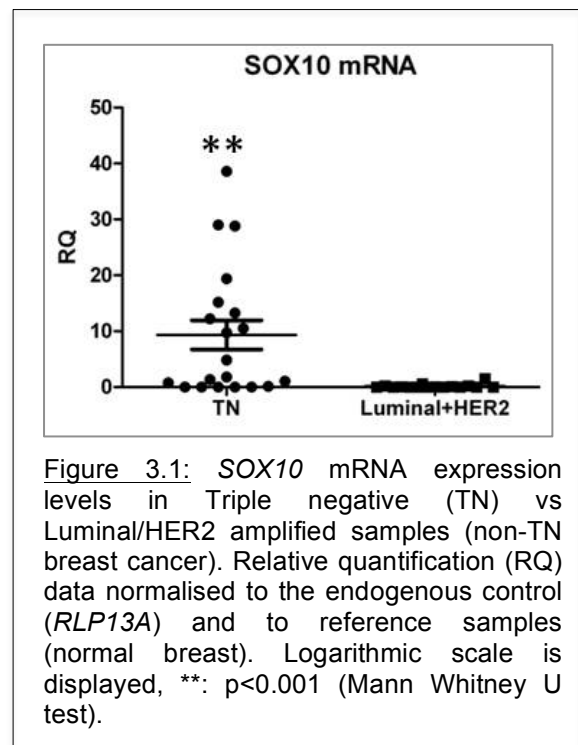 SOX10 mRNA
50
40
30
20
10
0
RQ
**
TN Luminal+HER2
Figure 3.1: SOX10 mRNA expression
levels in Triple negative (TN) vs
Luminal/HER2 amplified samples (non-TN
breast cancer). Relative quantification (RQ)
data normalised to the endogenous control
(RLP13A) and to reference samples
(normal breast). Logarithmic scale is
displayed, **: p<0.001 (Mann Whitney U
test).